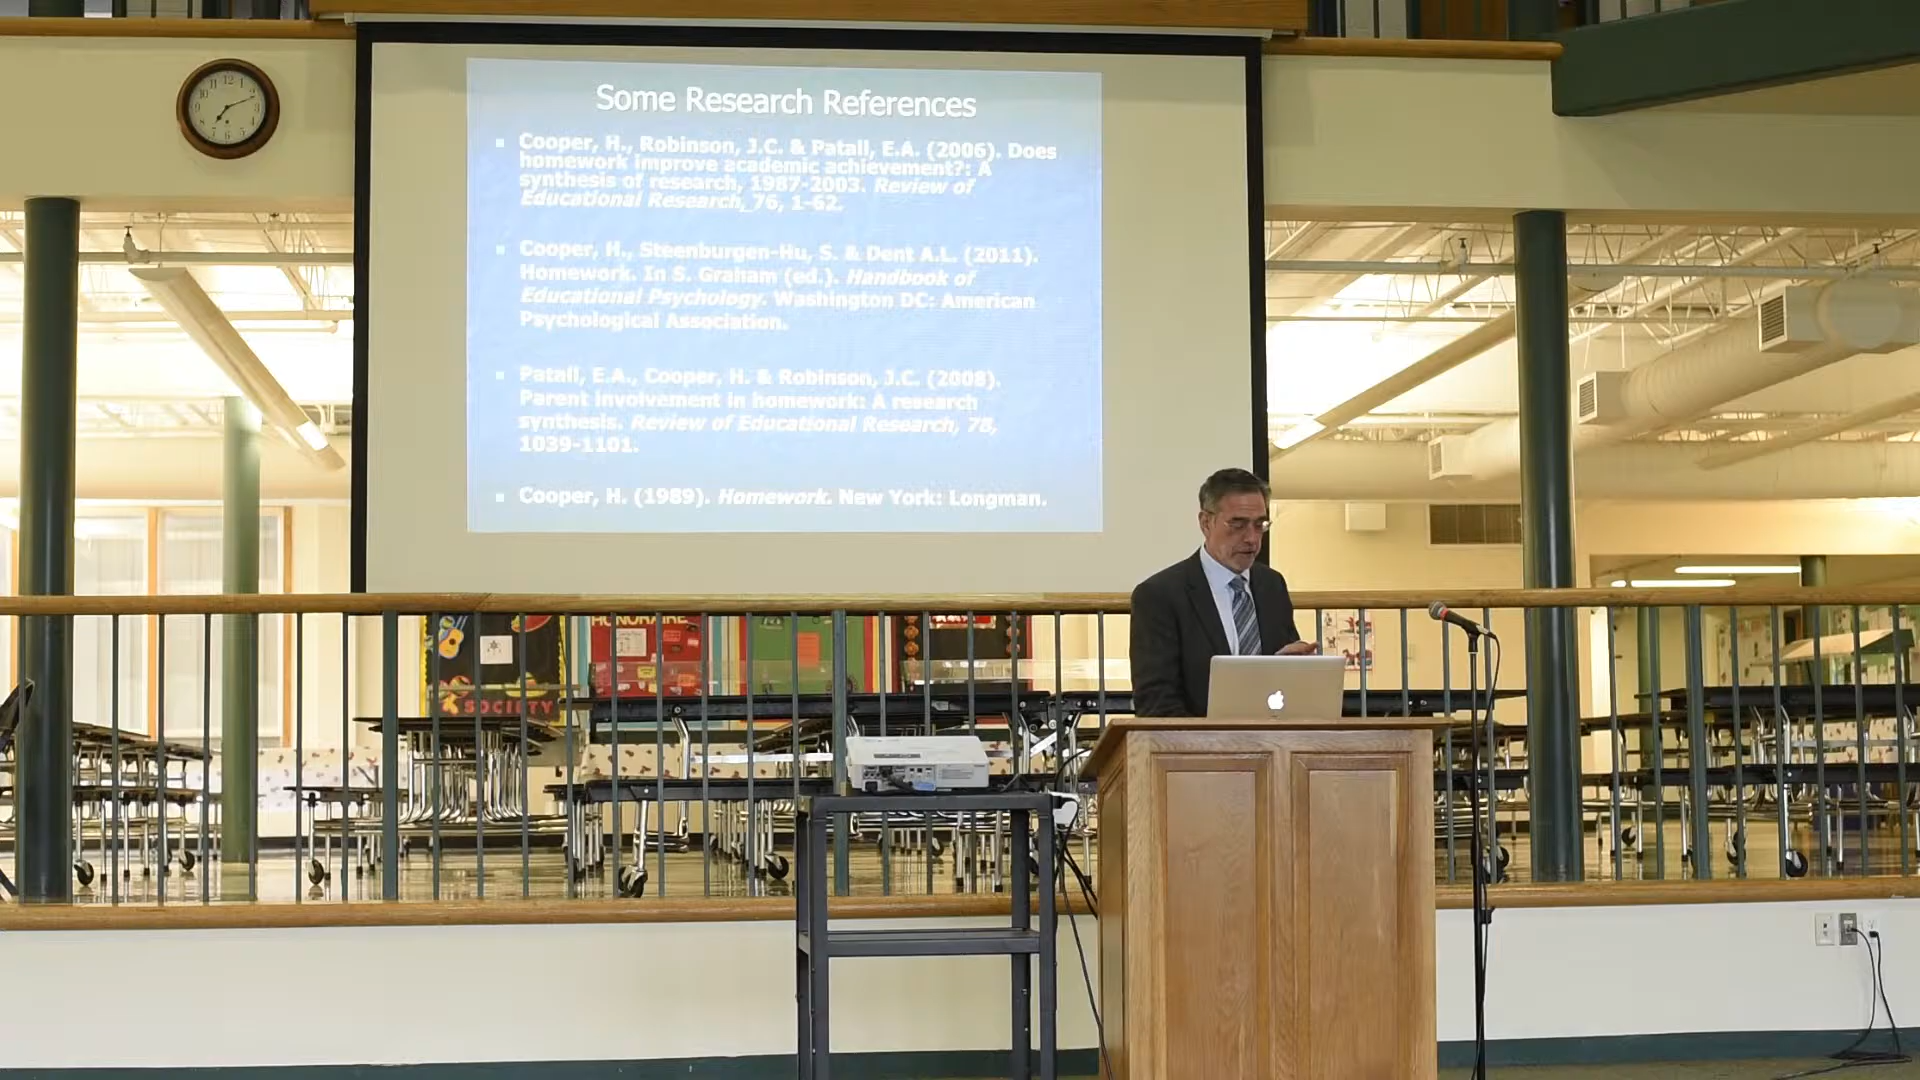 Some Research References
Cooper, H., Robinson, J.C. & Patall, E.A. (2006). Does
homework improve academic achievement?: A
synthesis of research, 1987-2003. Review of
Educational Research, 76, 1-62.
Cooper, H., Steenburgen-Hu, S. & Dent A.L. (2011).
Homework. In S. Graham (ed.). Handbook of
Educational Psychology. Washington DC: American
Psychological Association.
Patall, E.A., Cooper, H. & Robinson, J.C. (2008).
Parent involvement in homework: A research
synthesis. Review of Educational Research, 78,
1039-1101.
Cooper, H. (1989). Homework. New York: Longman.
HONORAIRE
SOCIETY